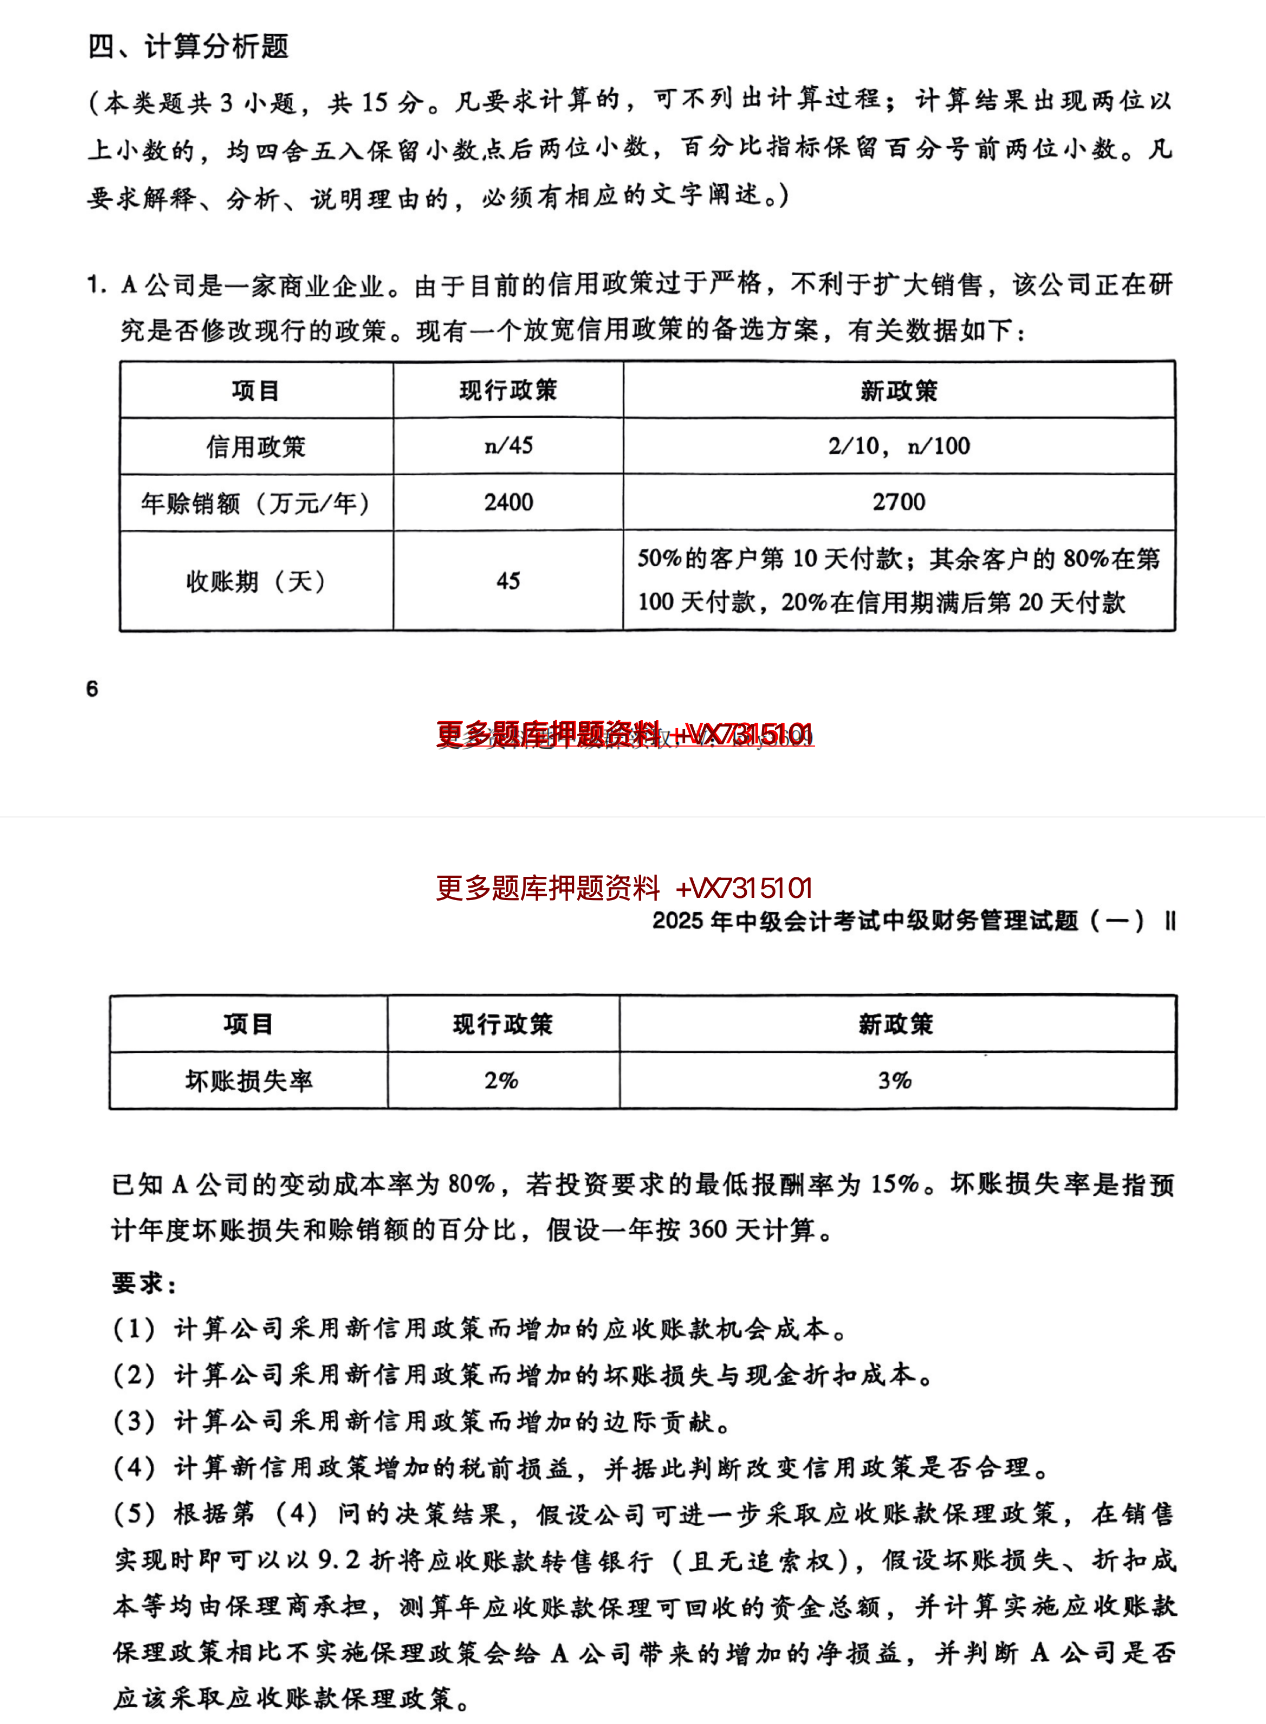 四、计算分析题
(本类题共 3 小题，共 15 分。凡要求计算的，可不列出计算过程；计算结果出现两位以
上小数的，均四舍五入保留小数点后两位小数，百分比指标保留百分号前两位小数。凡
要求解释、分析、说明理由的，必须有相应的文字阐述。)
1. A 公司是一家商业企业。由于目前的信用政策过于严格，不利于扩大销售，该公司正在研
究是否修改现行的政策。现有一个放宽信用政策的备选方案，有关数据如下：
项目 现行政策 新政策
信用政策 n/45 2/10，n/100
年赊销额（万元/年） 2400 2700
收账期（天） 45 50%的客户第 10 天付款；其余客户的 80%在第
100 天付款，20%在信用期满后第 20 天付款
6
更多题库押题资料 +VX7315101
更多题库押题资料 +VX7315101
2025 年中级会计考试中级财务管理试题（一） ||
项目 现行政策 新政策
坏账损失率 2% 3%
已知 A 公司的变动成本率为 80%，若投资要求的最低报酬率为 15%。坏账损失率是指预
计年度坏账损失和赊销额的百分比，假设一年按 360 天计算。
要求：
(1) 计算公司采用新信用政策而增加的应收账款机会成本。
(2) 计算公司采用新信用政策而增加的坏账损失与现金折扣成本。
(3) 计算公司采用新信用政策而增加的边际贡献。
(4) 计算新信用政策增加的税前损益，并据此判断改变信用政策是否合理。
(5) 根据第（4）问的决策结果，假设公司可进一步采取应收账款保理政策，在销售
实现时即可以以 9.2 折将应收账款转售银行（且无追索权），假设坏账损失、折扣成
本等均由保理商承担，测算年应收账款保理可回收的资金总额，并计算实施应收账款
保理政策相比不实施保理政策会给 A 公司带来的增加的净损益，并判断 A 公司是否
应该采取应收账款保理政策。